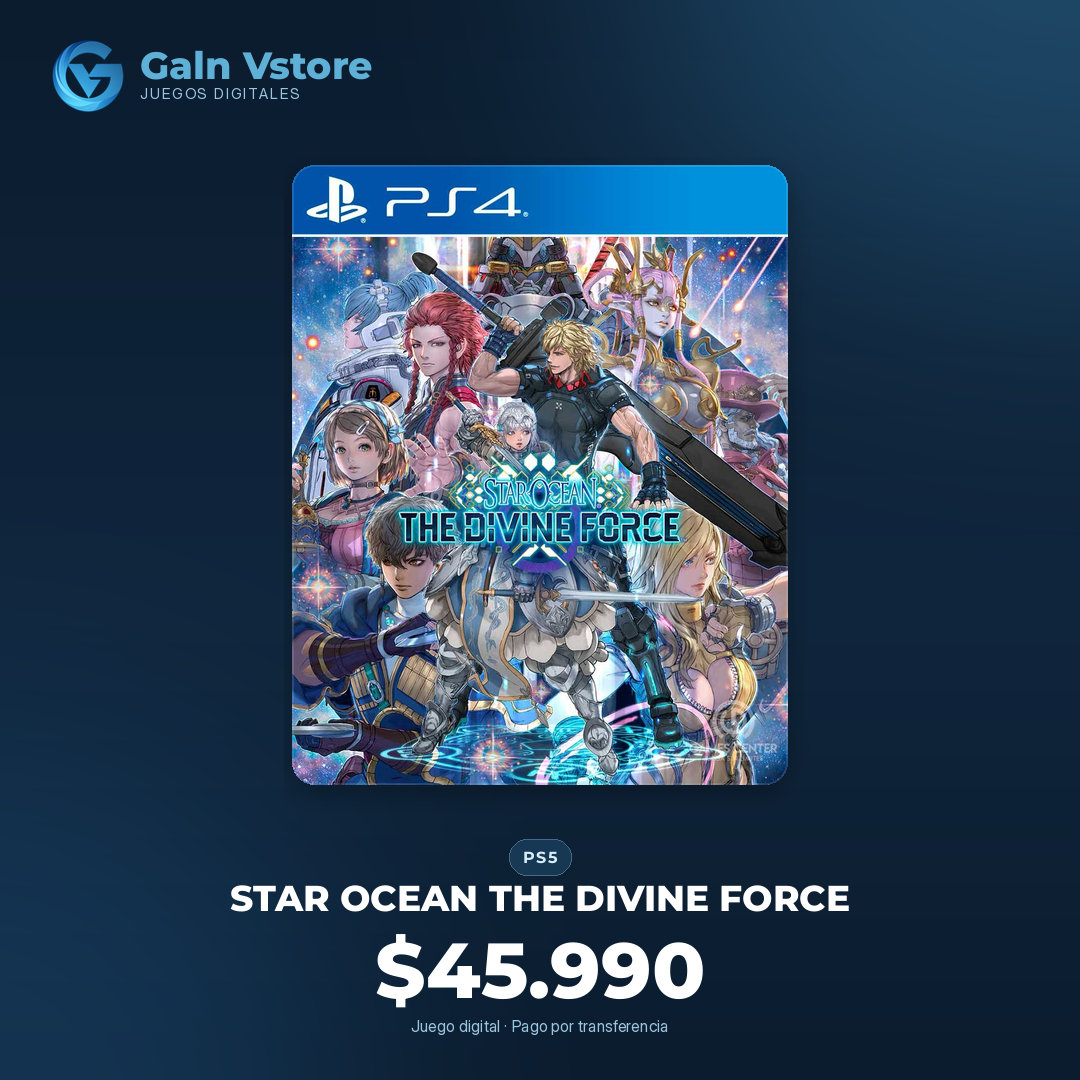 Galn Vstore
JUEGOS DIGITALES
PS4
STAR OCEAN
THE DIVINE FORCE
CENTER
PS5
STAR OCEAN THE DIVINE FORCE
$45.990
Juego digital · Pago por transferencia